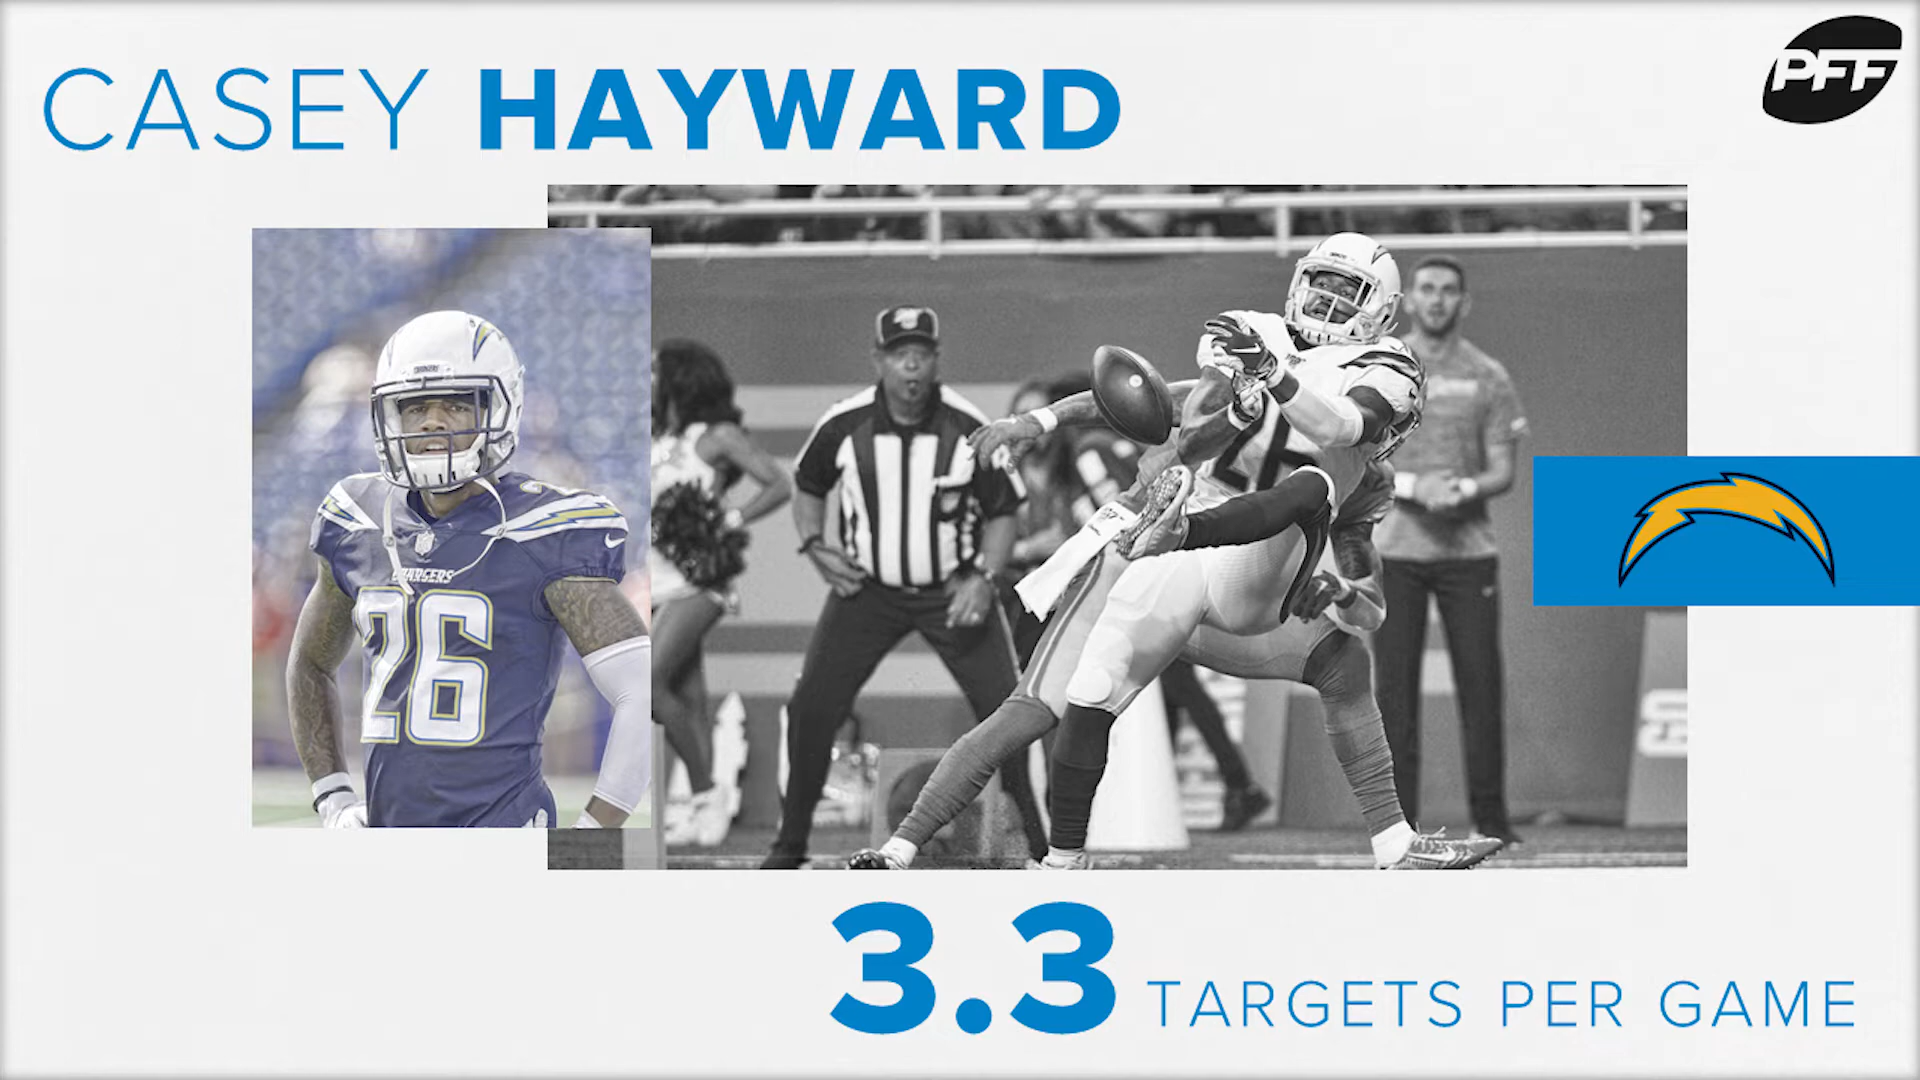 CASEY HAYWARD
PFF
CHARGERS
26
3.3 TARGETS PER GAME